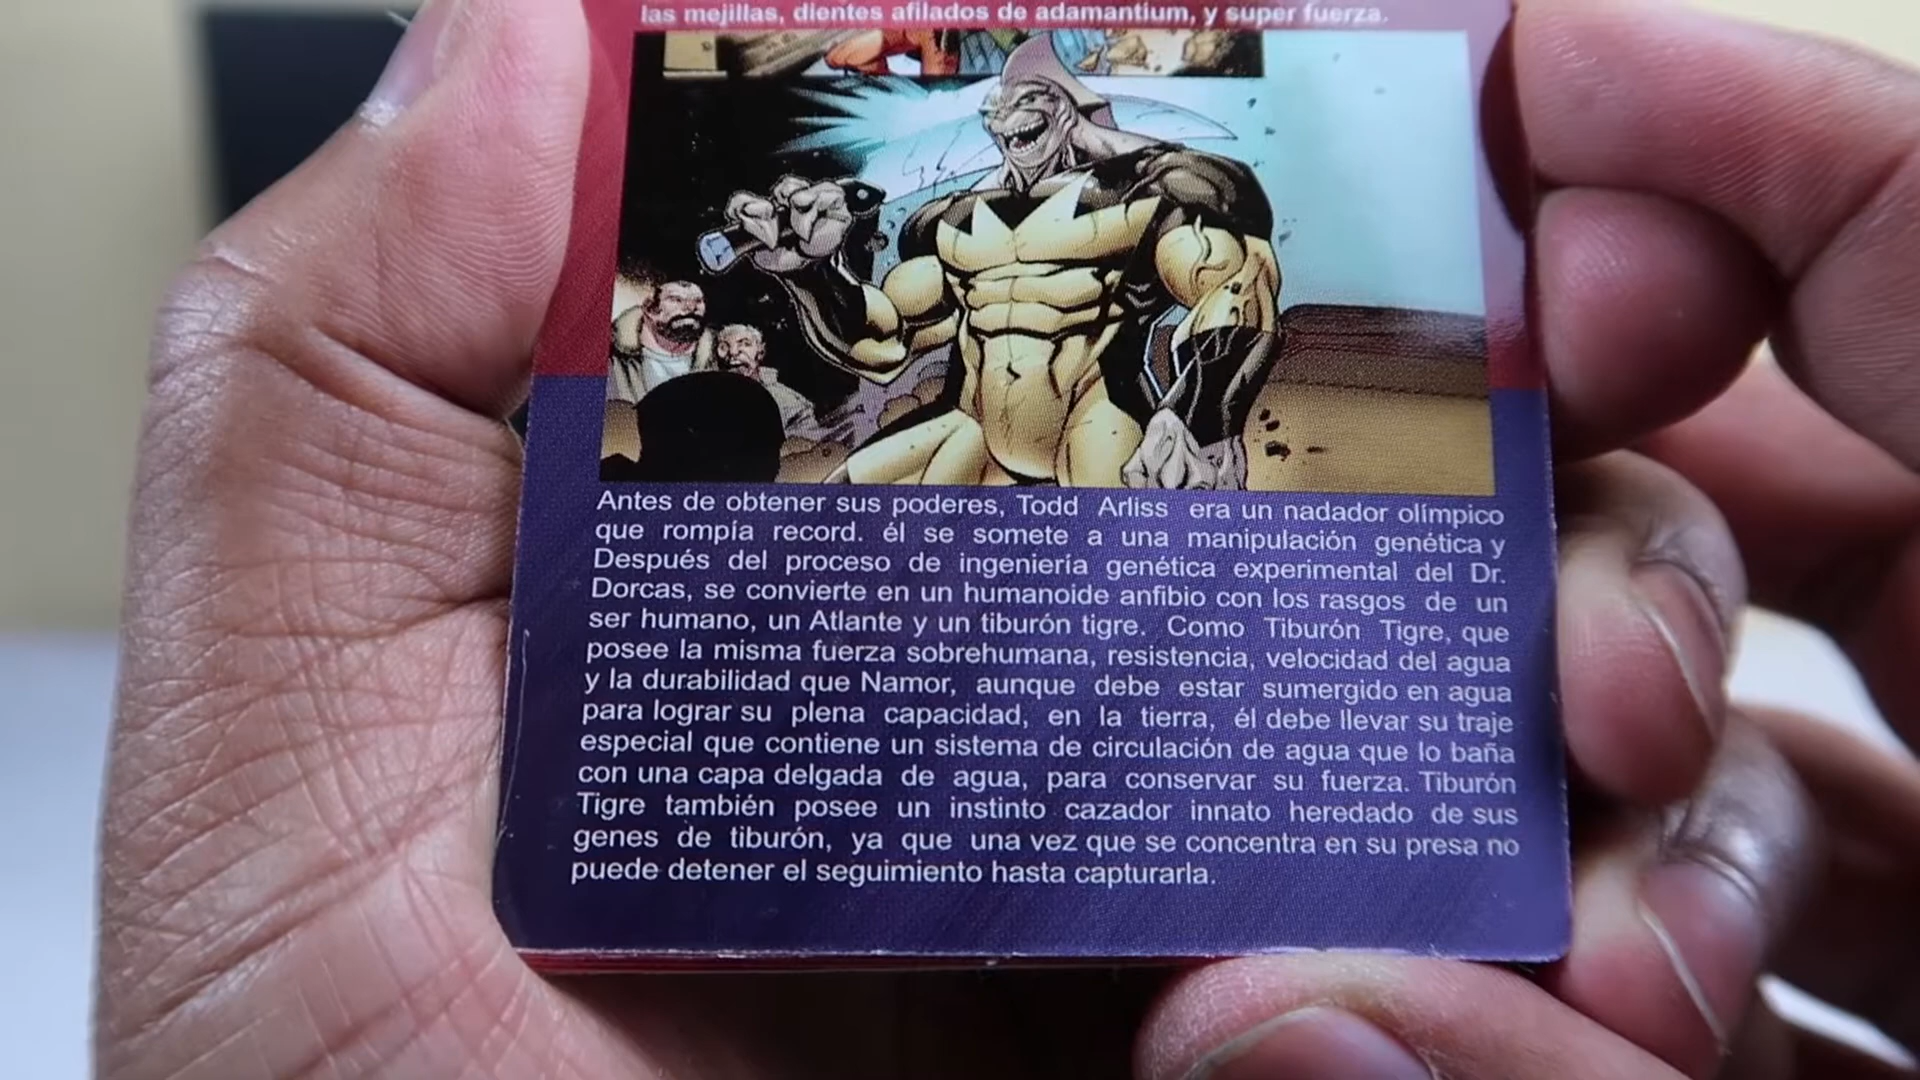 las mejillas, dientes afilados de adamantium, y super fuerza.
Antes de obtener sus poderes, Todd Arliss era un nadador olímpico
que rompía record. él se somete a una manipulación genética y
Después del proceso de ingeniería genética experimental del Dr.
Dorcas, se convierte en un humanoide anfibio con los rasgos de un
ser humano, un Atlante y un tiburón tigre. Como Tiburón Tigre, que
posee la misma fuerza sobrehumana, resistencia, velocidad del agua
y la durabilidad que Namor, aunque debe estar sumergido en agua
para lograr su plena capacidad, en la tierra, él debe llevar su traje
especial que contiene un sistema de circulación de agua que lo baña
con una capa delgada de agua, para conservar su fuerza. Tiburón
Tigre también posee un instinto cazador innato heredado de sus
genes de tiburón, ya que una vez que se concentra en su presa no
puede detener el seguimiento hasta capturarla.